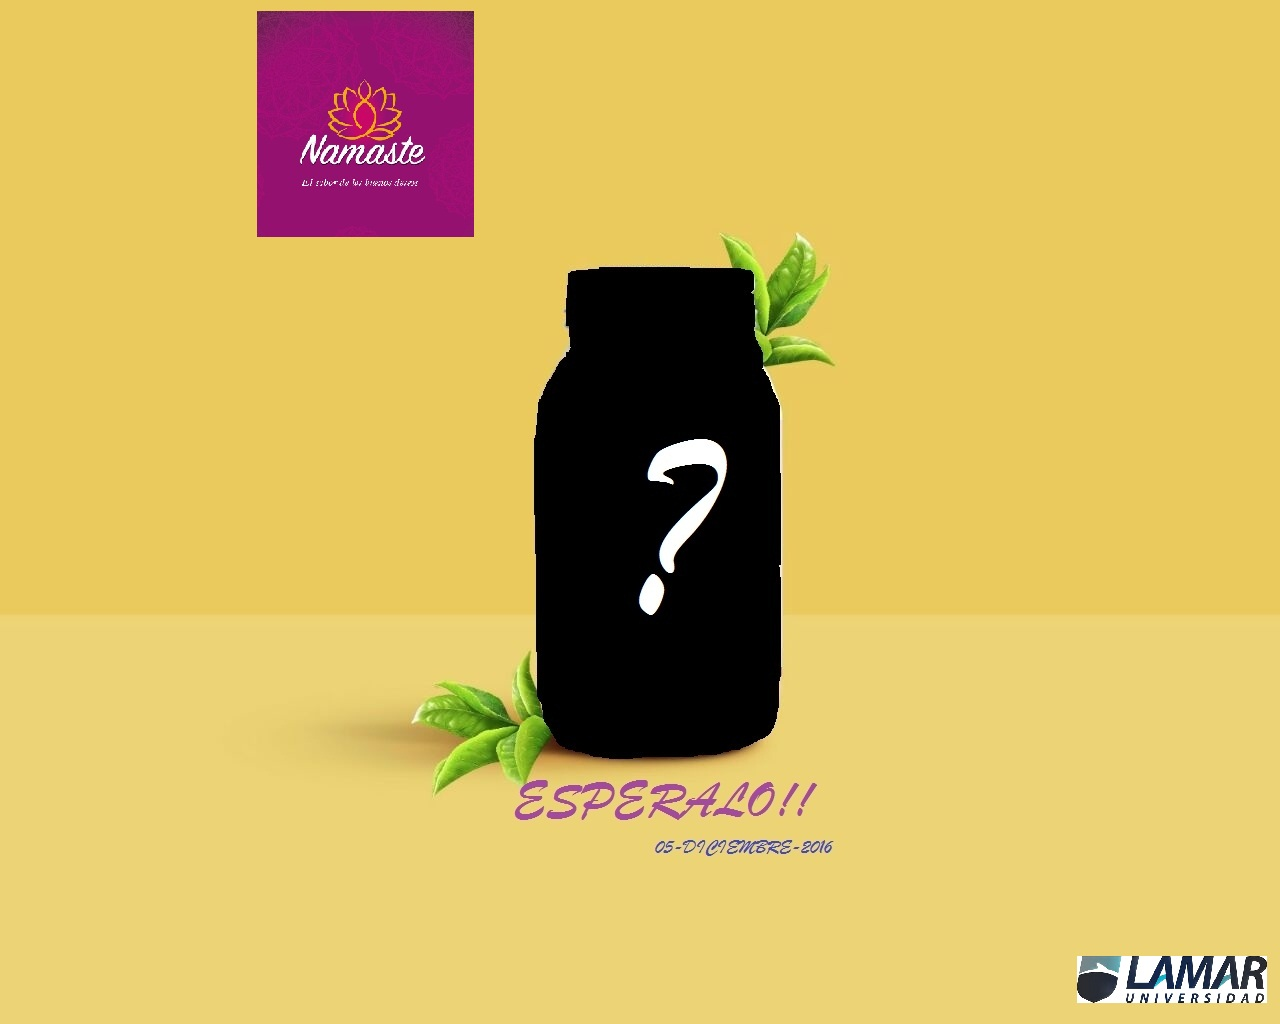 Namaste
El sabor de los buenos deseos
?
ESPERALO!!
05-DICIEMBRE-2016
LAMAR
UNIVERSIDAD